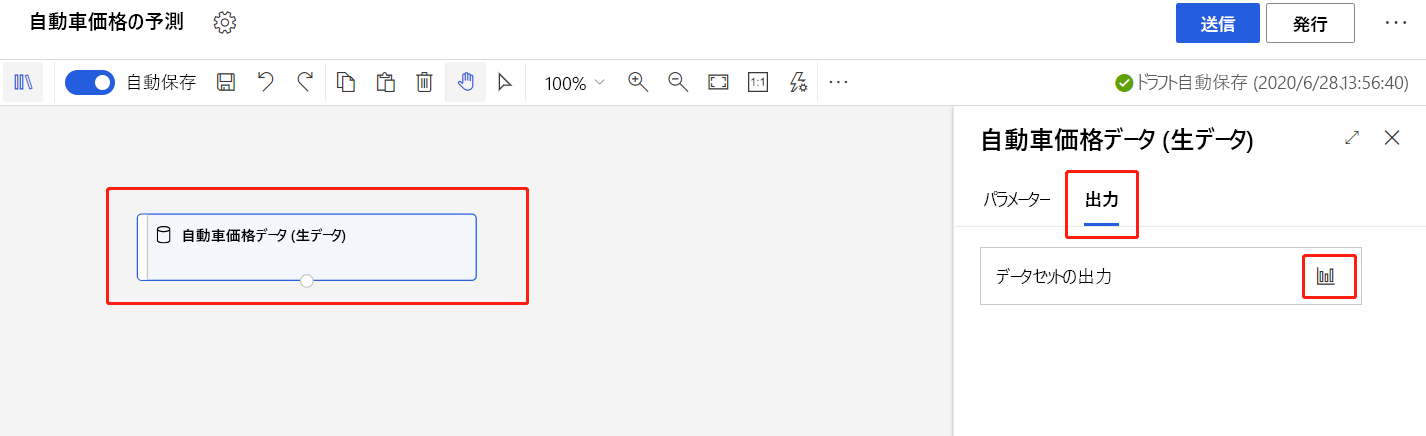 自動車価格の予測
送信
発行
自動保存
100%
1:1
ドラフト自動保存 (2020/6/28、13:56:40)
自動車価格データ (生データ)
自動車価格データ (生データ)
パラメーター
出力
データセットの出力